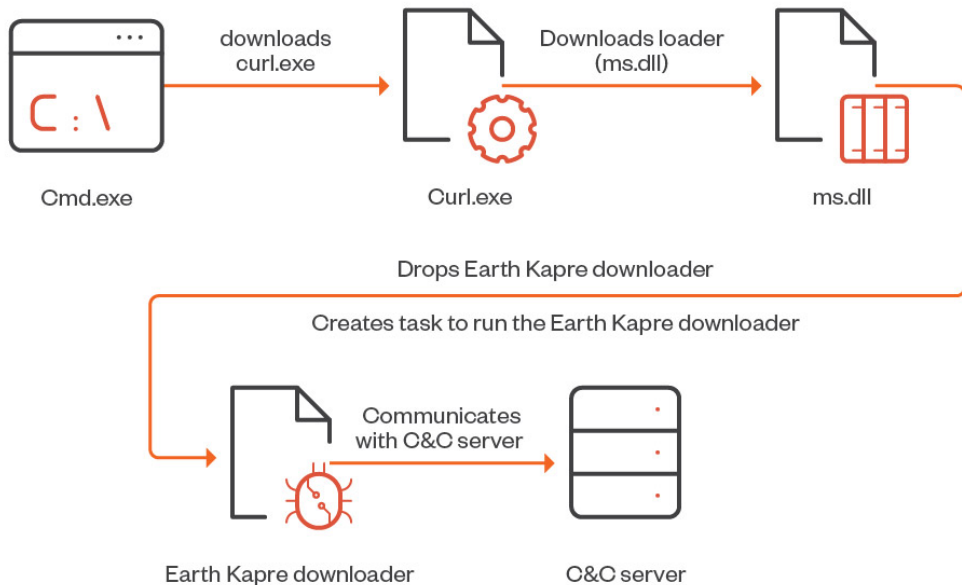 downloads
curl.exe
Downloads loader
(ms.dll)
C:\
Cmd.exe
Curl.exe
ms.dll
Drops Earth Kapre downloader
Creates task to run the Earth Kapre downloader
Communicates
with C&C server
Earth Kapre downloader
C&C server